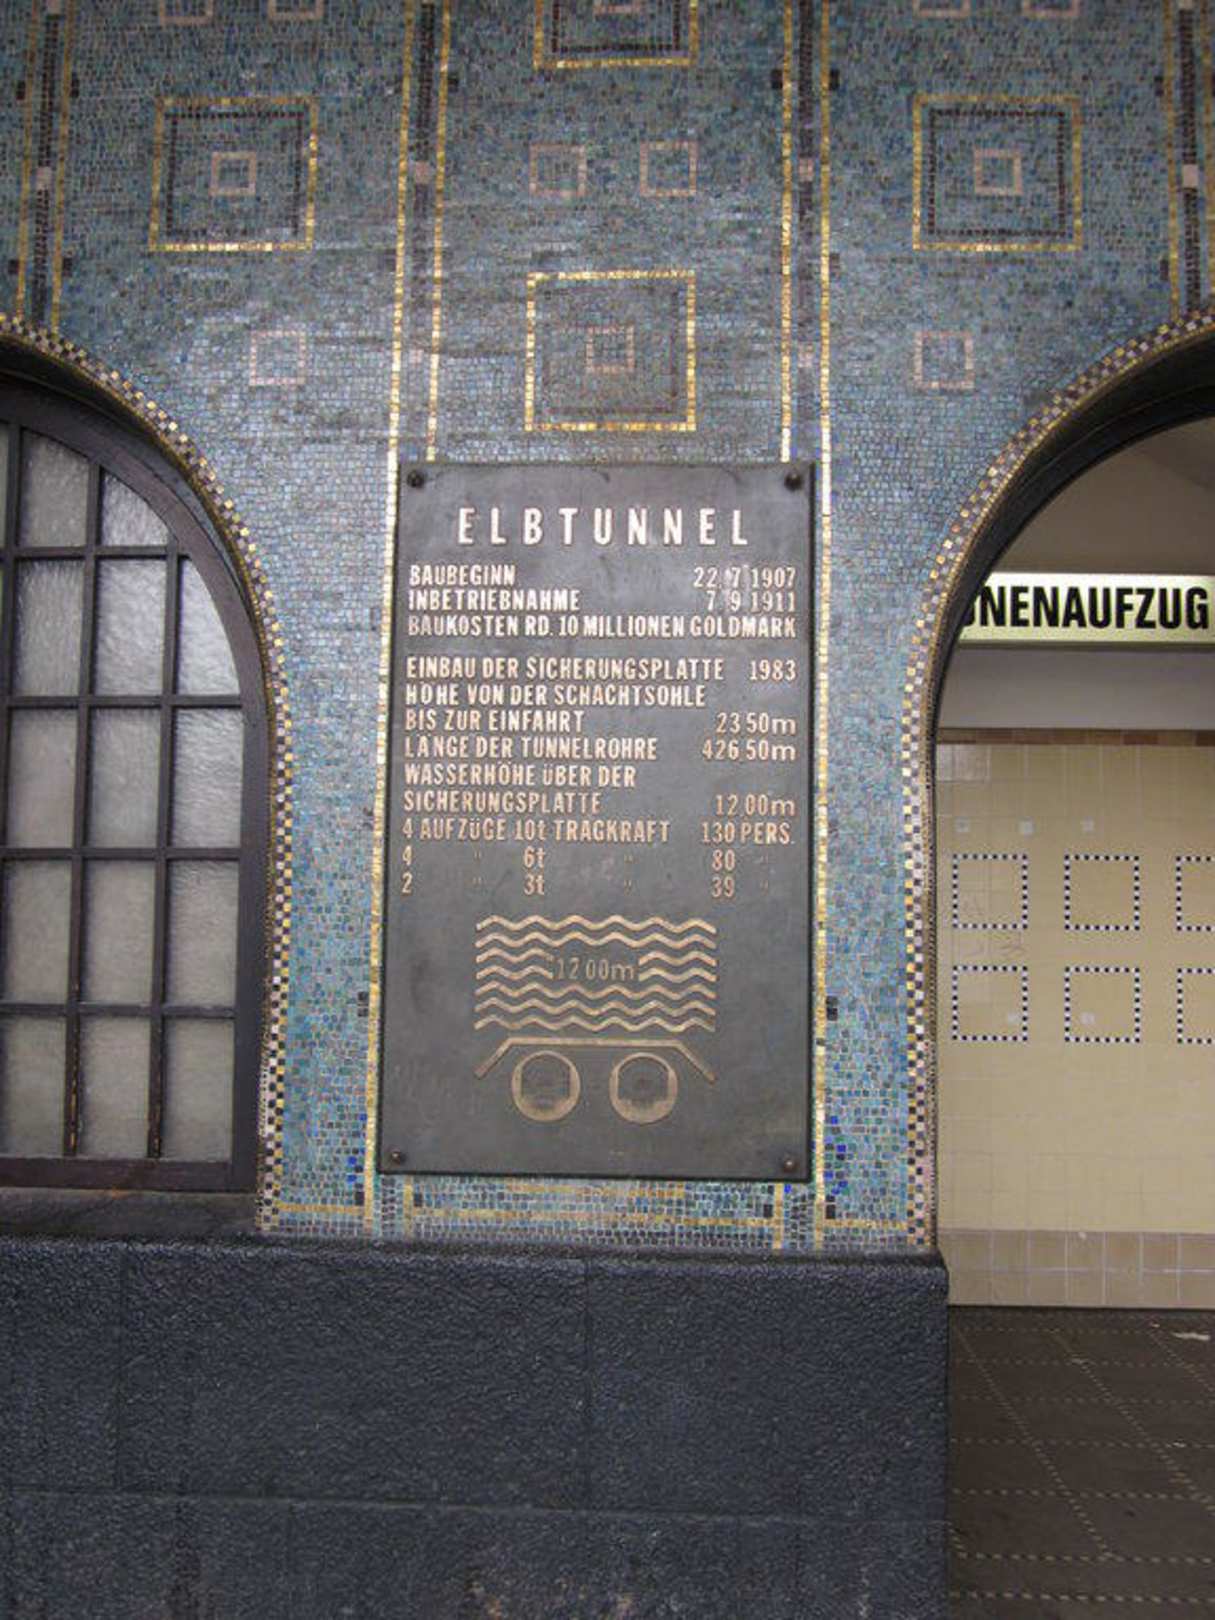 ELBTUNNEL
BAUBEGINN 22.7.1907
INBETRIEBNAHME 7.9.1911
BAUKOSTEN RD. 10 MILLIONEN GOLDMARK
EINBAU DER SICHERUNGSPLATTE 1983
HÖHE VON DER SCHACHTSOHLE
BIS ZUR EINFAHRT 23,50m
LÄNGE DER TUNNELROHRE 426,50m
WASSERHÖHE ÜBER DER
SICHERUNGSPLATTE 12,00m
4 AUFZÜGE 10t TRAGKRAFT 130 PERS.
4 " 6t " 80 "
2 " 3t " 39 "
12,00m
NENAUFZUG